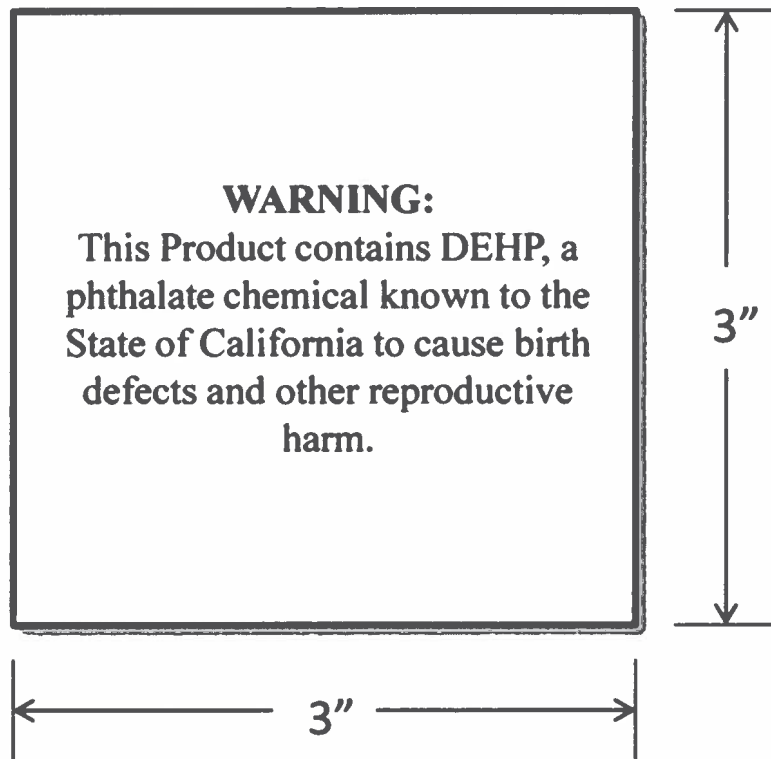 WARNING:
This Product contains DEHP, a
phthalate chemical known to the
State of California to cause birth
defects and other reproductive
harm.
3"
3"